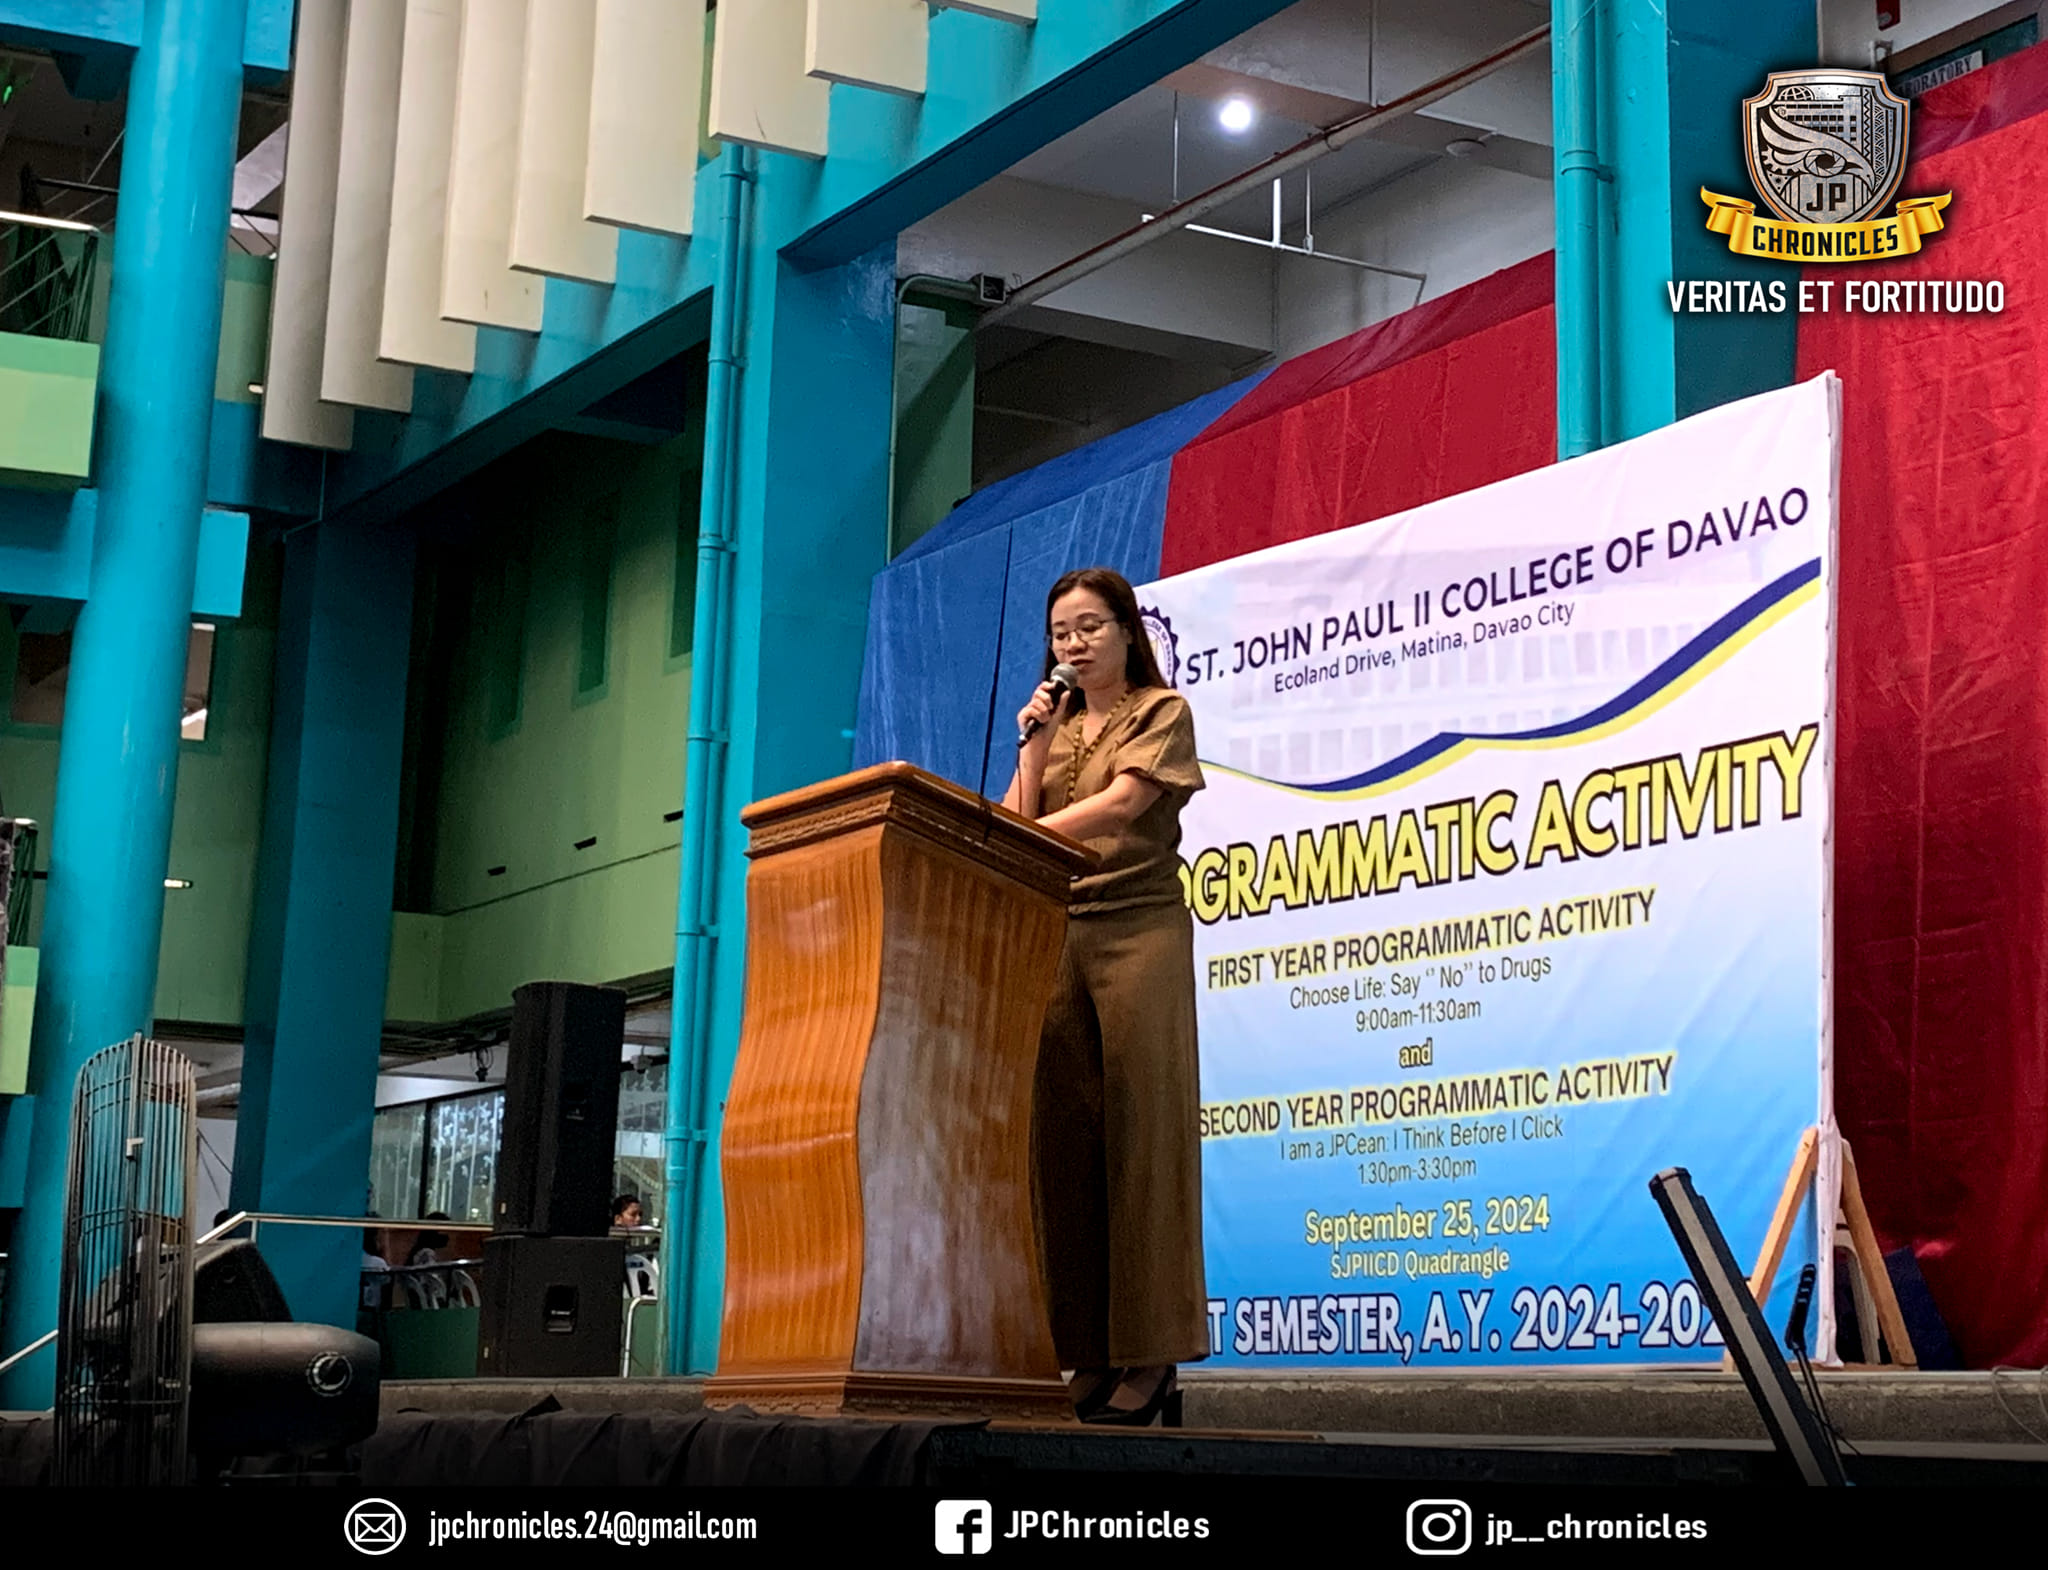 ORATORY
JP
CHRONICLES
VERITAS ET FORTITUDO
ST. JOHN PAUL II COLLEGE OF DAVAO
Ecoland Drive, Matina, Davao City
OGRAMMATIC ACTIVITY
FIRST YEAR PROGRAMMATIC ACTIVITY
Choose Life: Say " No" to Drugs
9:00am-11:30am
and
SECOND YEAR PROGRAMMATIC ACTIVITY
I am a JPCean: I Think Before I Click
1:30pm-3:30pm
September 25, 2024
SJPIICD Quadrangle
T SEMESTER, A.Y. 2024-202
jpchronicles.24@gmail.com
JPChronicles
jp__chronicles